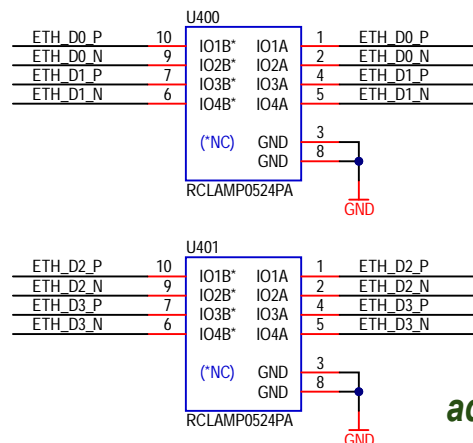 U400
ETH_D0_P 10 IO1B* IO1A 1 ETH_D0_P
ETH_D0_N 9 IO2B* IO2A 2 ETH_D0_N
ETH_D1_P 7 IO3B* IO3A 4 ETH_D1_P
ETH_D1_N 6 IO4B* IO4A 5 ETH_D1_N
(*NC) GND 3
GND 8
RCLAMP0524PA
GND
U401
ETH_D2_P 10 IO1B* IO1A 1 ETH_D2_P
ETH_D2_N 9 IO2B* IO2A 2 ETH_D2_N
ETH_D3_P 7 IO3B* IO3A 4 ETH_D3_P
ETH_D3_N 6 IO4B* IO4A 5 ETH_D3_N
(*NC) GND 3
GND 8
RCLAMP0524PA
GND